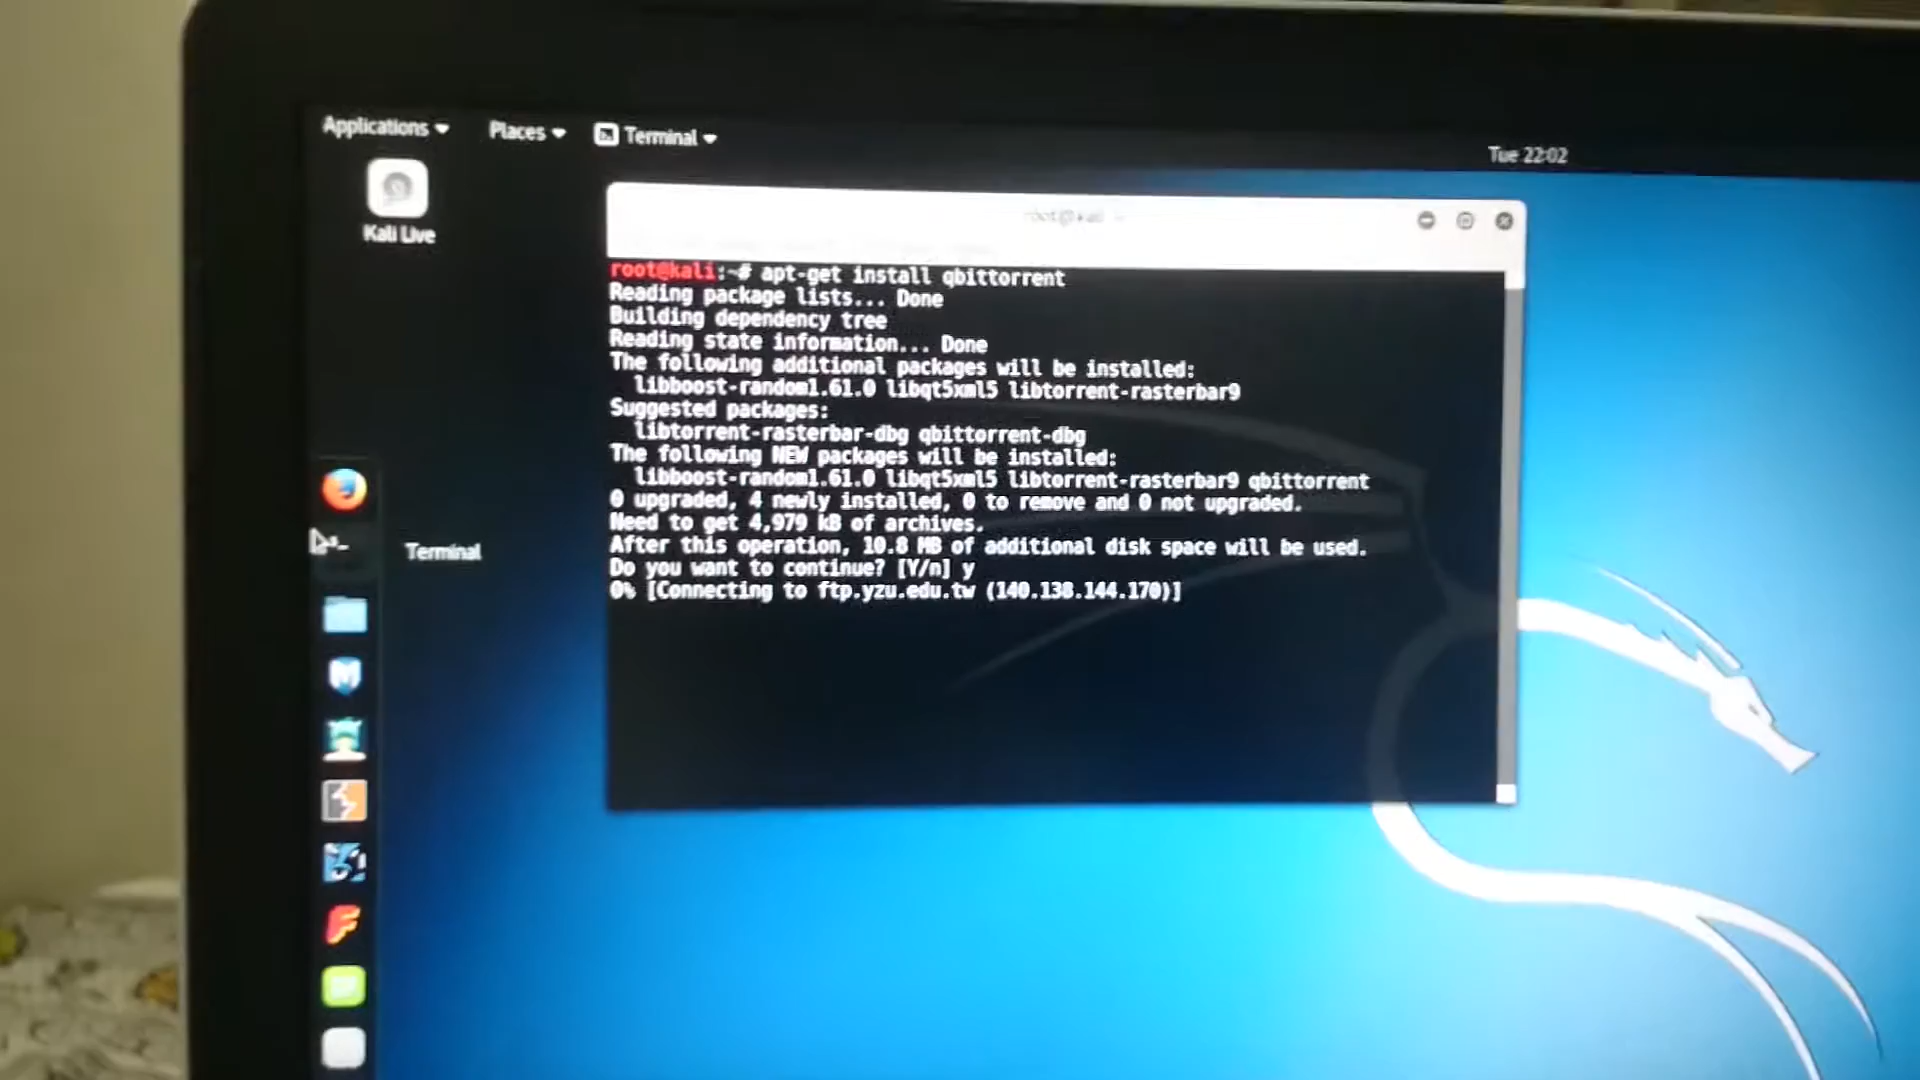 Applications Places Terminal Tue 22:02
Kali Live
root@kali: ~
root@kali:~# apt-get install qbittorrent
Reading package lists... Done
Building dependency tree
Reading state information... Done
The following additional packages will be installed:
libboost-random1.61.0 libqt5xml5 libtorrent-rasterbar9
Suggested packages:
libtorrent-rasterbar-dbg qbittorrent-dbg
The following NEW packages will be installed:
libboost-random1.61.0 libqt5xml5 libtorrent-rasterbar9 qbittorrent
0 upgraded, 4 newly installed, 0 to remove and 0 not upgraded.
Need to get 4,979 kB of archives.
After this operation, 10.8 MB of additional disk space will be used.
Do you want to continue? [Y/n] y
0% [Connecting to ftp.yzu.edu.tw (140.138.144.170)]
Terminal